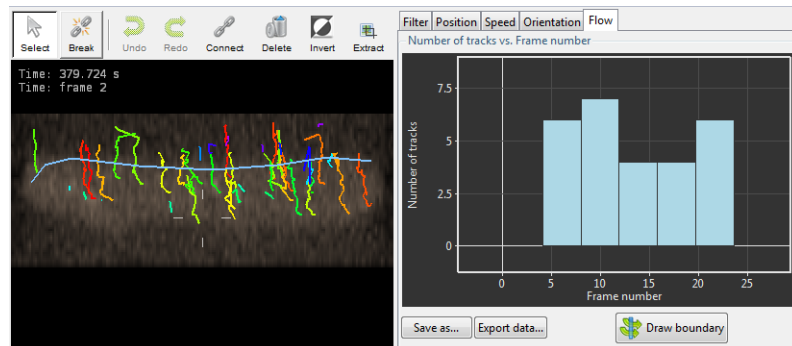 Select Break Undo Redo Connect Delete Invert Extract
Time: 379.724 s
Time: frame 2
Filter Position Speed Orientation Flow
Number of tracks vs. Frame number
Number of tracks
7.5
5
2.5
0
0 5 10 15 20 25
Frame number
Save as... Export data... Draw boundary